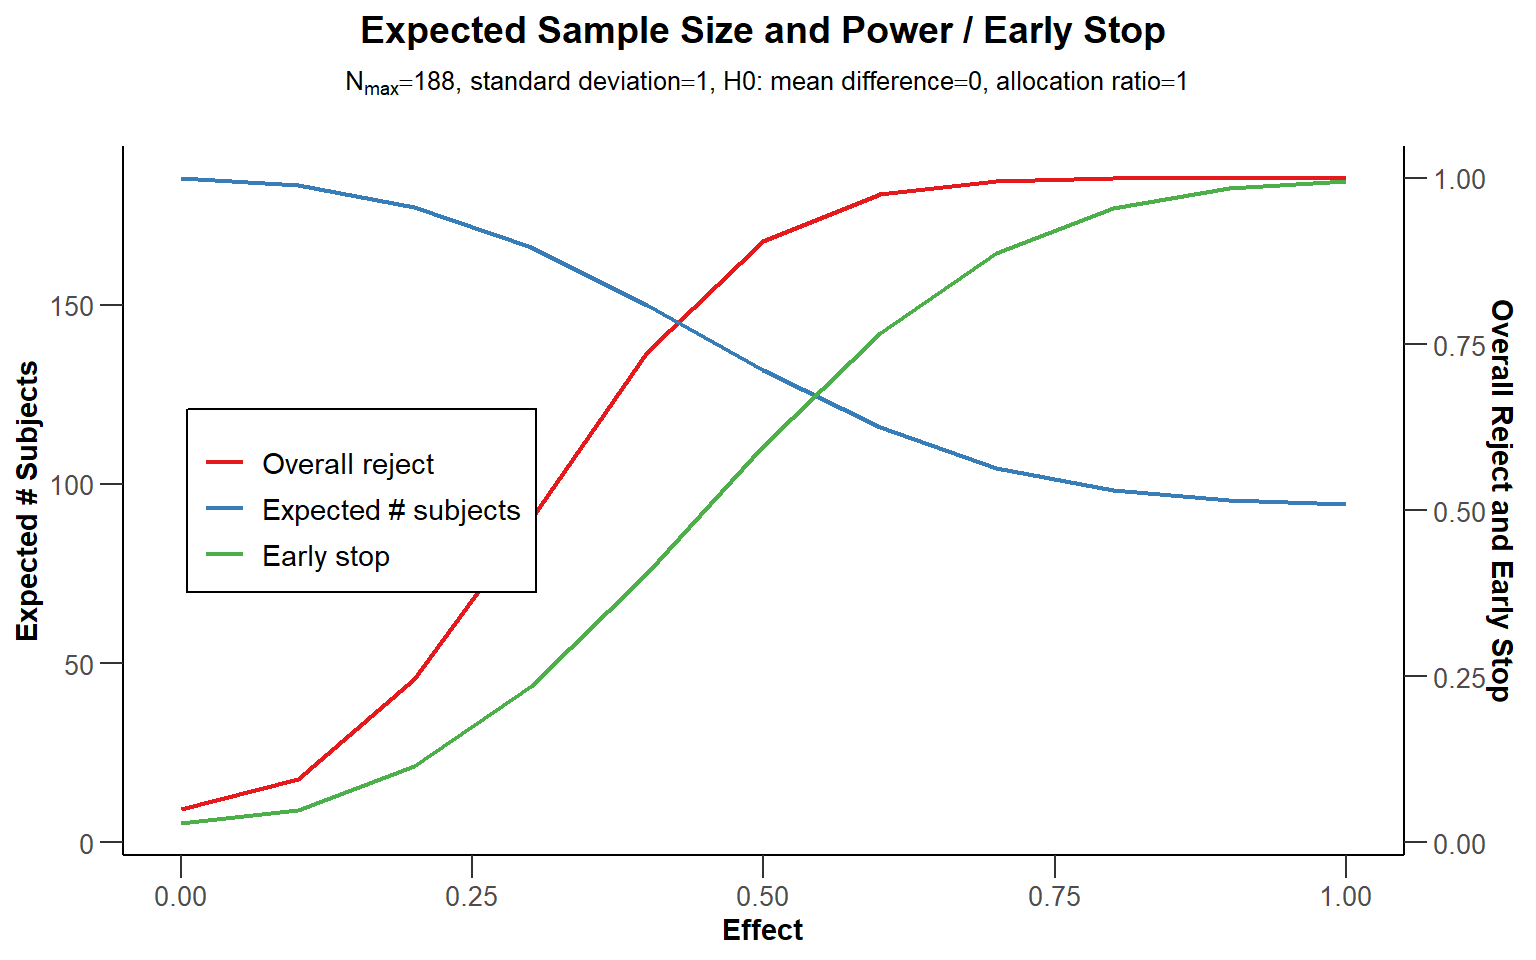 Expected Sample Size and Power / Early Stop
Nmax=188, standard deviation=1, H0: mean difference=0, allocation ratio=1
Expected # Subjects
150
100
50
0
Overall reject
Expected # subjects
Early stop
1.00
0.75
0.50
0.25
0.00
Overall Reject and Early Stop
0.00 0.25 0.50 0.75 1.00
Effect